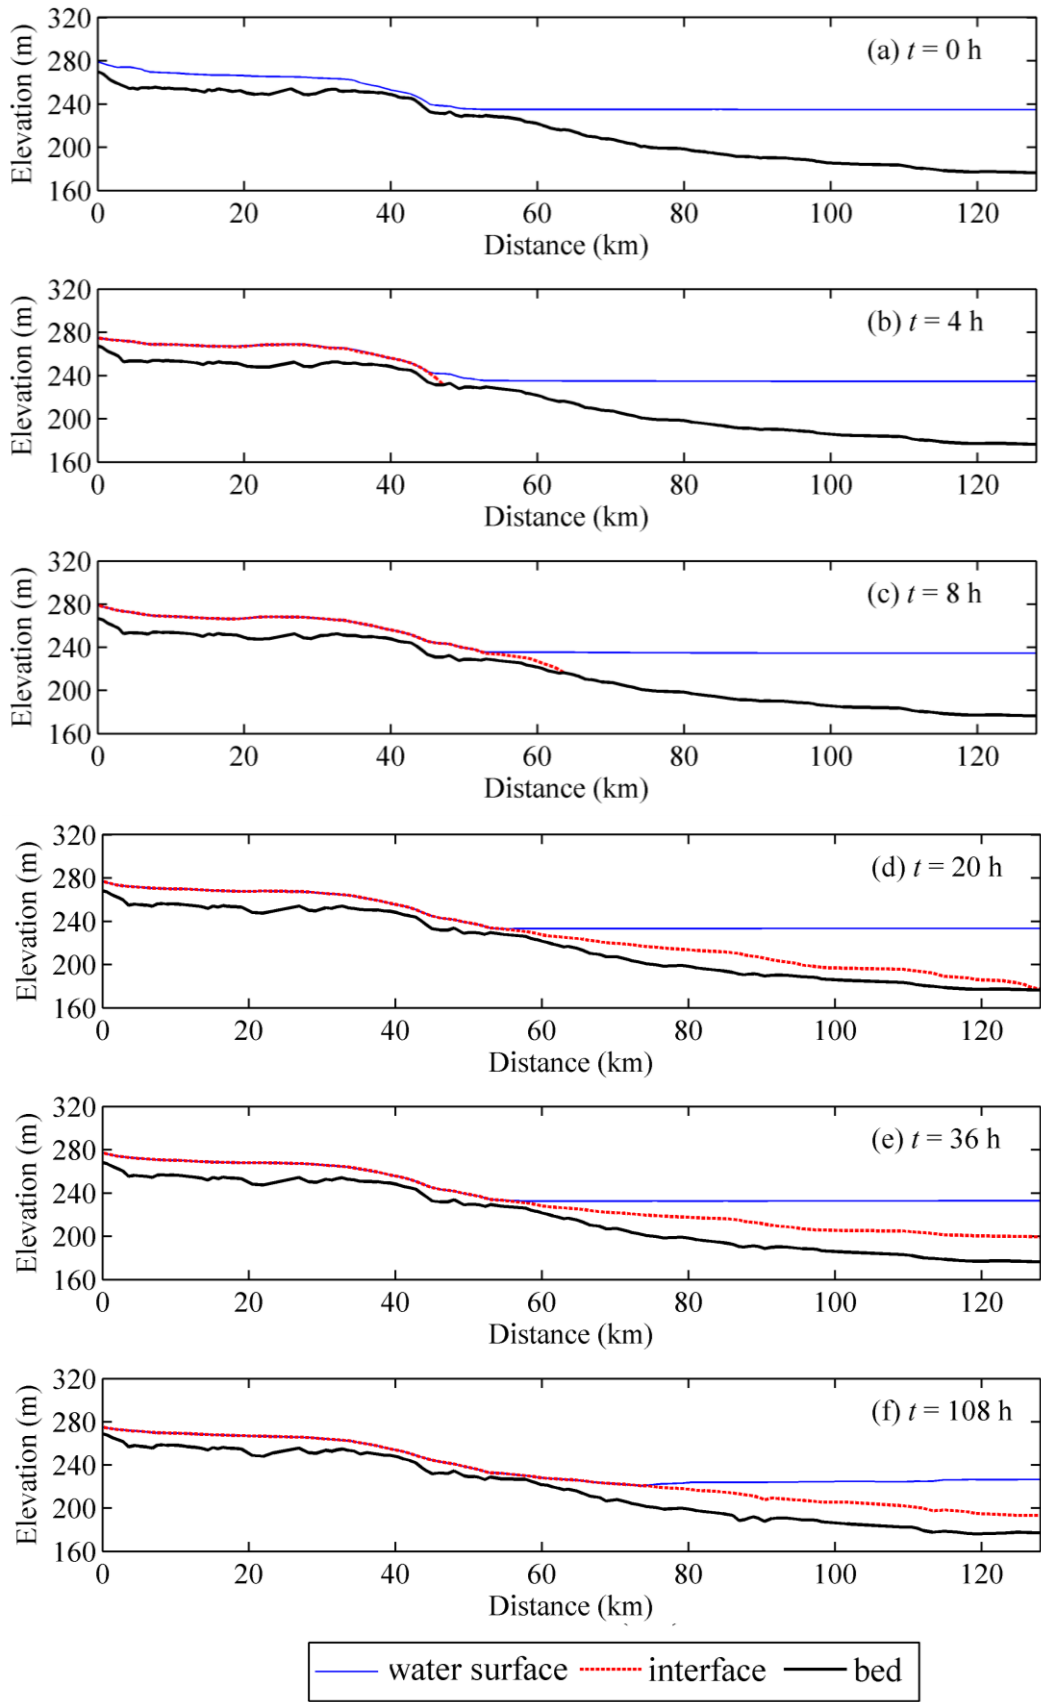 320
280
240
200
160
Elevation (m)
(a) t = 0 h
0 20 40 60 80 100 120
Distance (km)
320
280
240
200
160
Elevation (m)
(b) t = 4 h
0 20 40 60 80 100 120
Distance (km)
320
280
240
200
160
Elevation (m)
(c) t = 8 h
0 20 40 60 80 100 120
Distance (km)
320
280
240
200
160
Elevation (m)
(d) t = 20 h
0 20 40 60 80 100 120
Distance (km)
320
280
240
200
160
Elevation (m)
(e) t = 36 h
0 20 40 60 80 100 120
Distance (km)
320
280
240
200
160
Elevation (m)
(f) t = 108 h
0 20 40 60 80 100 120
Distance (km)
water surface interface bed